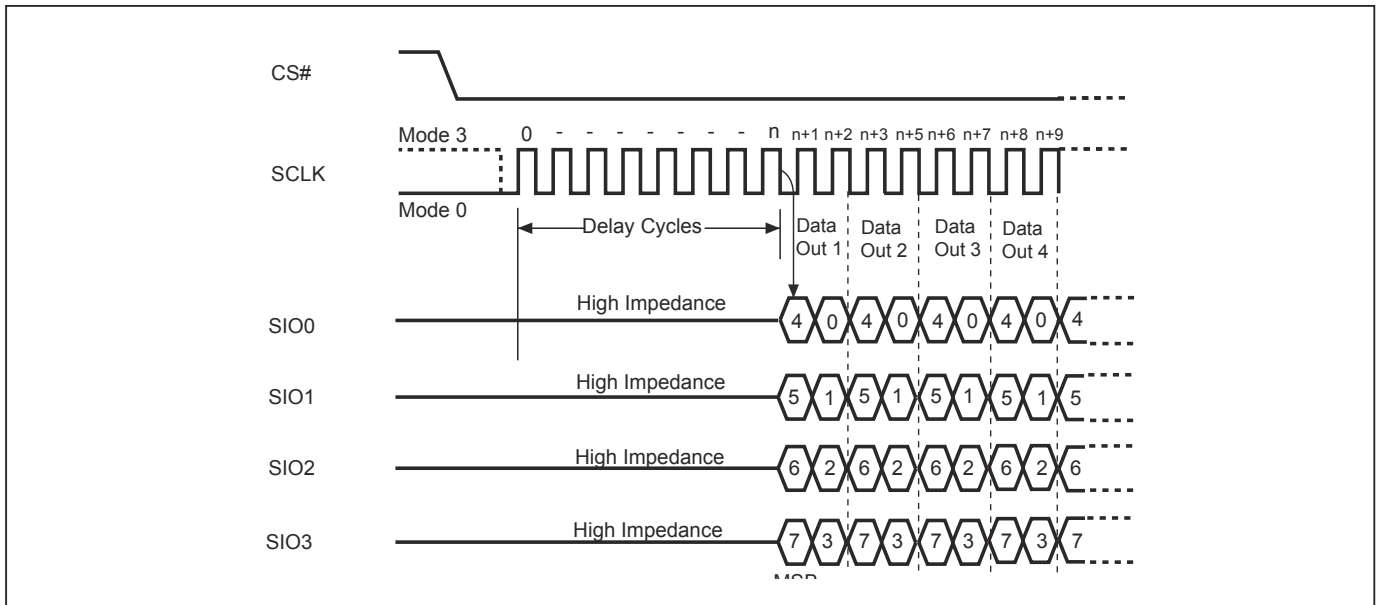 CS#
Mode 3
0 - - - - - - - n n+1 n+2 n+3 n+5 n+6 n+7 n+8 n+9
SCLK
Mode 0
Delay Cycles
Data Out 1
Data Out 2
Data Out 3
Data Out 4
High Impedance
SIO0
4 0 4 0 4 0 4 0 4
High Impedance
SIO1
5 1 5 1 5 1 5 1 5
High Impedance
SIO2
6 2 6 2 6 2 6 2 6
High Impedance
SIO3
7 3 7 3 7 3 7 3 7